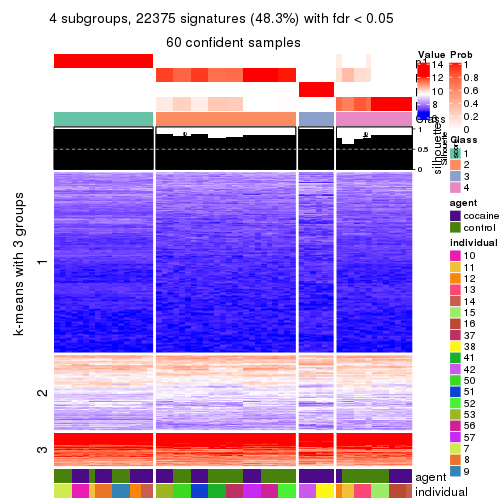 4 subgroups, 22375 signatures (48.3%) with fdr < 0.05
60 confident samples
Value
14
12
10
8
Prob
1
0.8
0.6
0.4
0.2
0
Class
1
0.5
0
silhouette
Class
1
2
3
4
agent
cocaine
control
individual
10
11
12
13
14
15
16
37
38
41
42
50
51
52
53
56
57
7
8
9
k-means with 3 groups
1
2
3
agent
individual